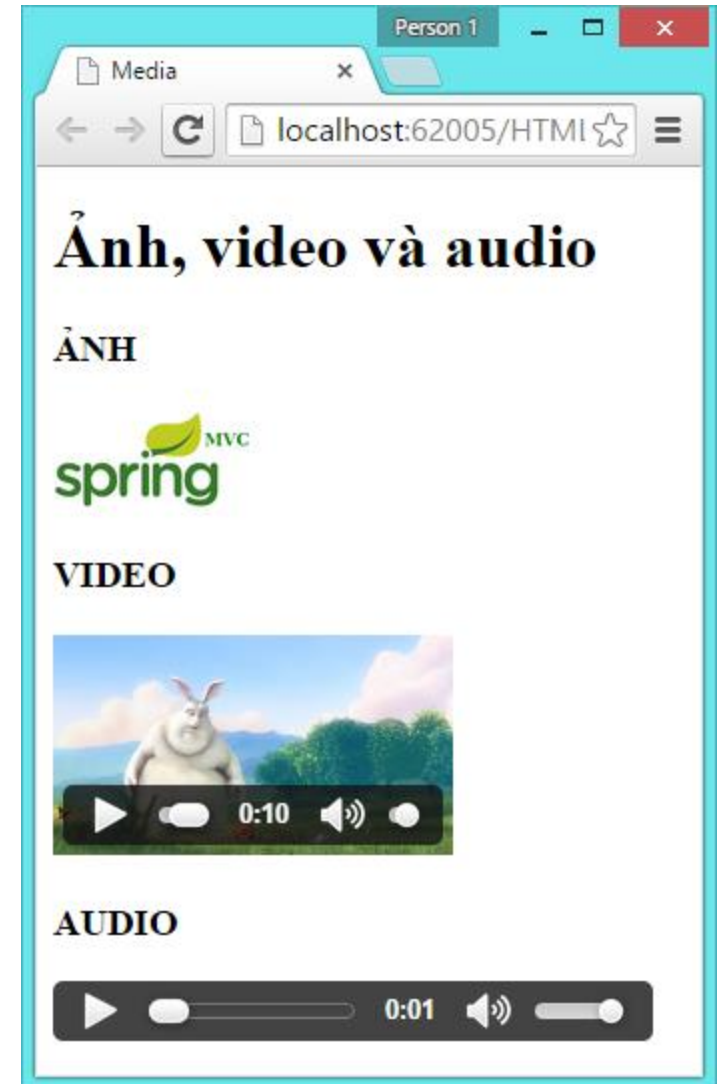 Person 1
Media
localhost:62005/HTML
Ảnh, video và audio
ẢNH
spring MVC
VIDEO
0:10
AUDIO
0:01